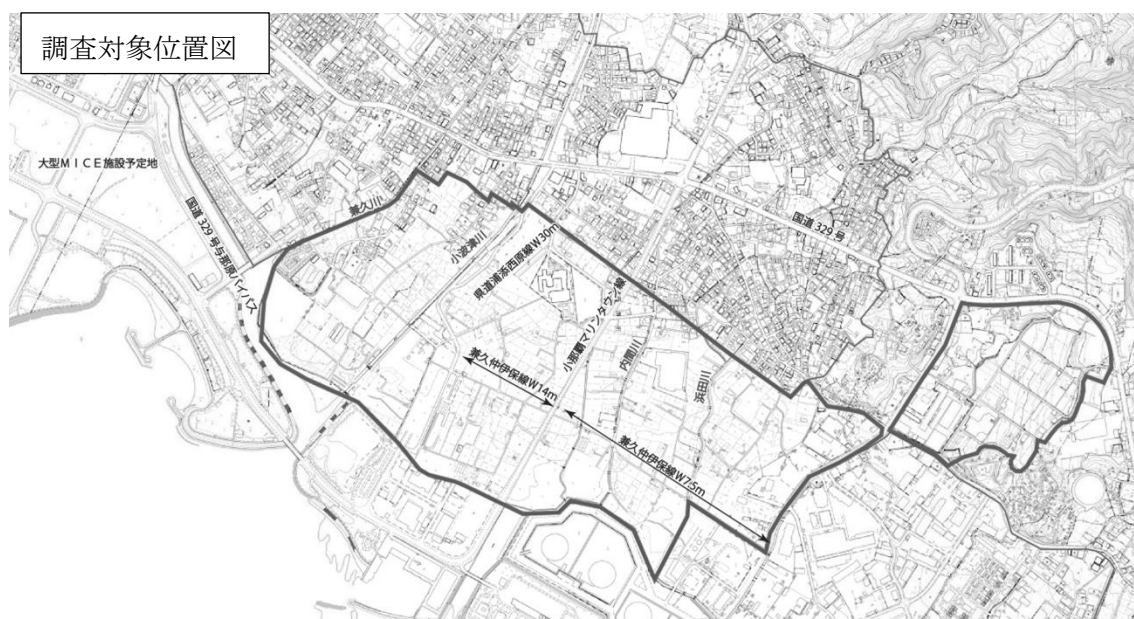 調査対象位置図
大型MICE施設予定地
国道329号与那原バイパス
兼久川
小波津川
県道浦添西原線W30m
国道329号
小那覇マリンタウン線
兼久仲伊保線W14m
内間川
浜田川
兼久仲伊保線W7.5m